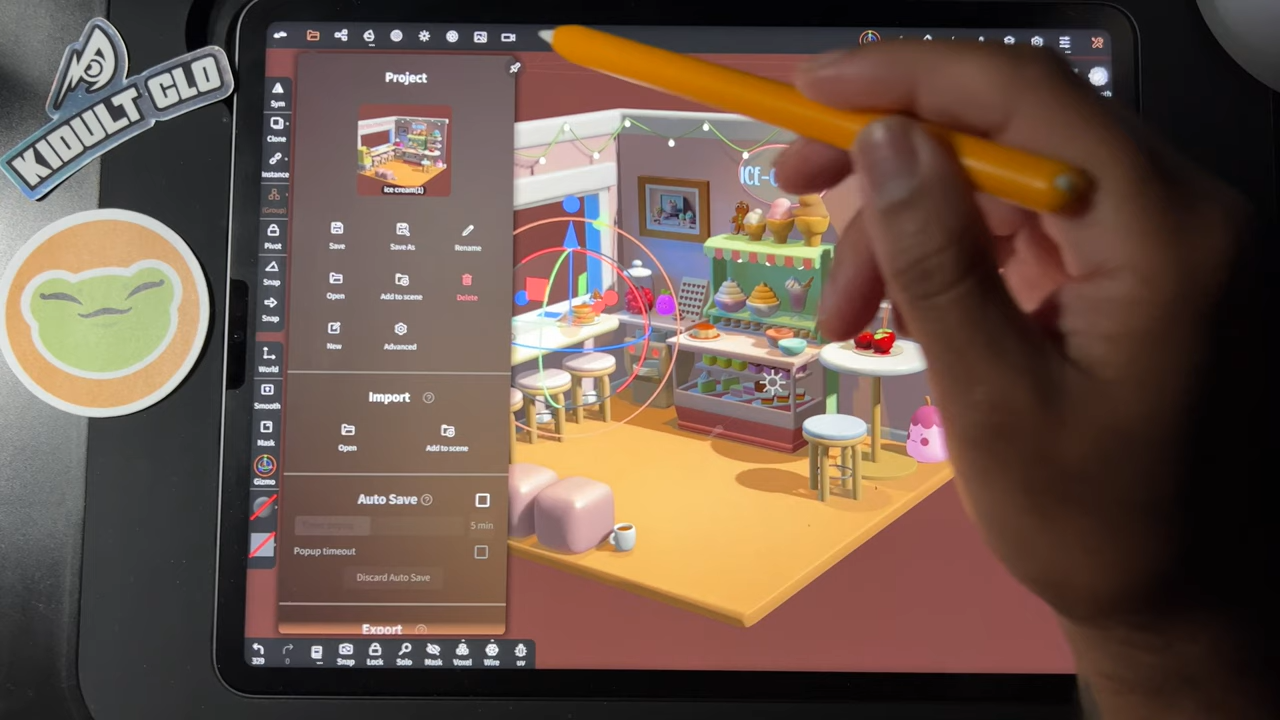 KIDULT CLO
Project
ice cream(1)
Save
Save As
Rename
Open
Add to scene
Delete
New
Advanced
Import
Open
Add to scene
Auto Save
5 min
Popup timeout
Discard Auto Save
Export
Sym
Clone
Instance
(Group)
Pivot
Snap
Snap
World
Smooth
Mask
Gizmo
329
0
Snap
Lock
Solo
Mask
Voxel
Wire
uv
ICE-C